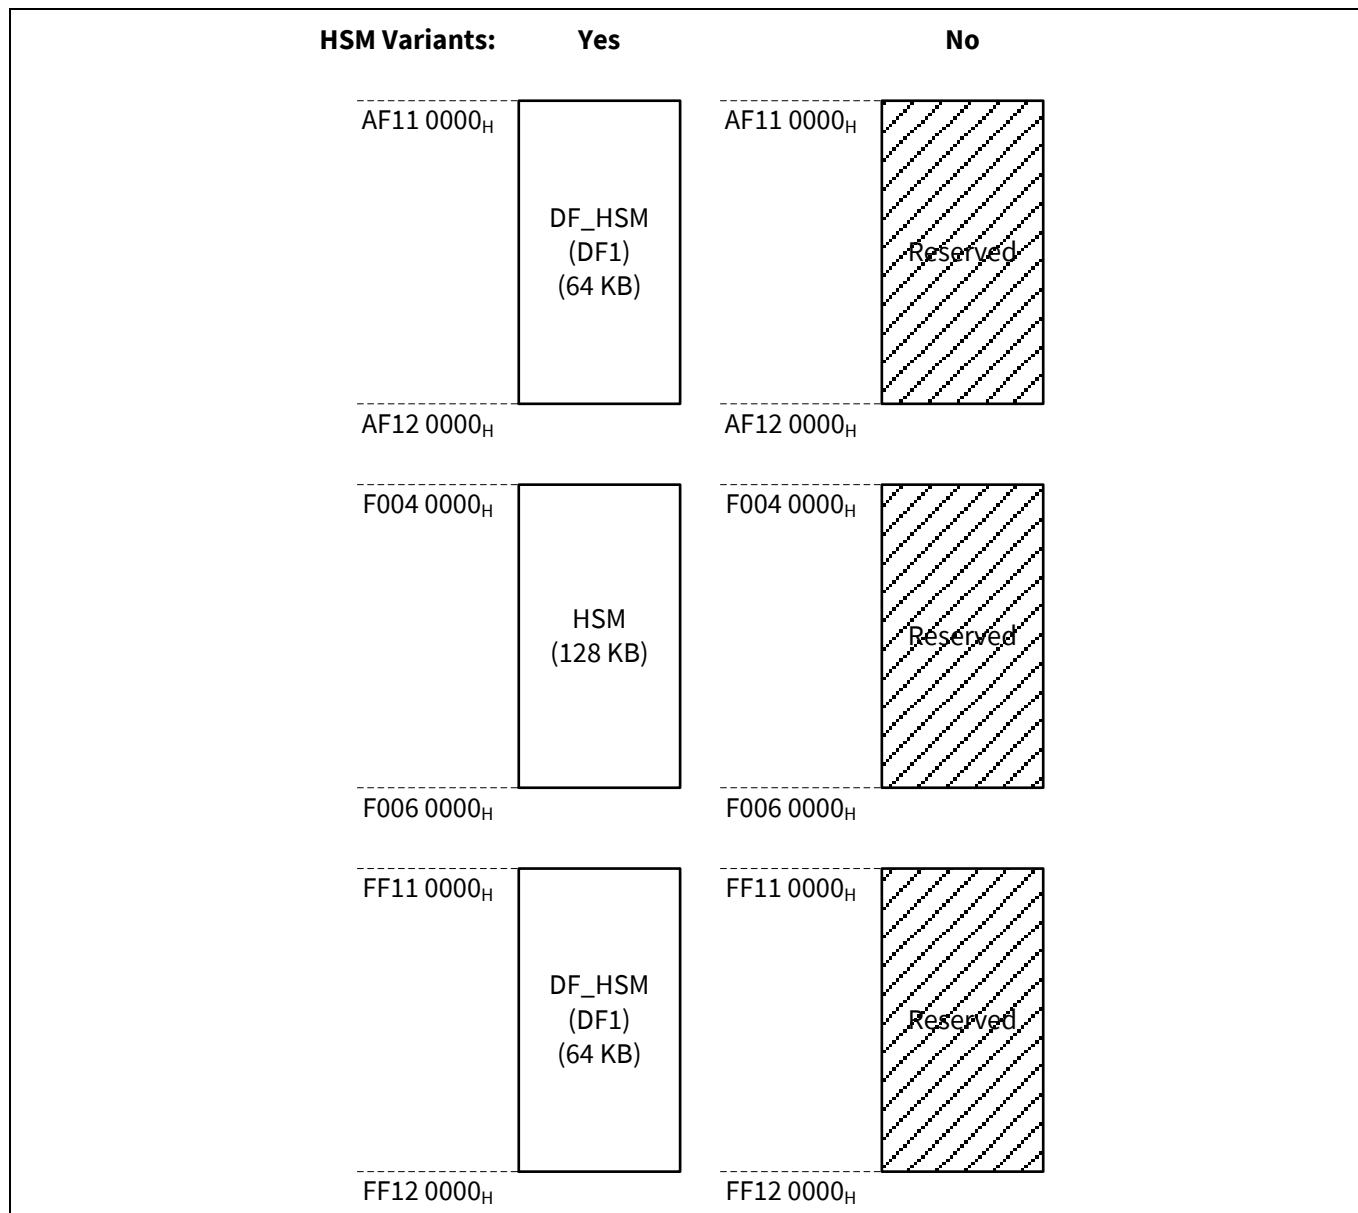 HSM Variants: Yes No
AF11 0000H AF11 0000H
DF_HSM
(DF1)
(64 KB)
Reserved
AF12 0000H AF12 0000H
F004 0000H F004 0000H
HSM
(128 KB)
Reserved
F006 0000H F006 0000H
FF11 0000H FF11 0000H
DF_HSM
(DF1)
(64 KB)
Reserved
FF12 0000H FF12 0000H